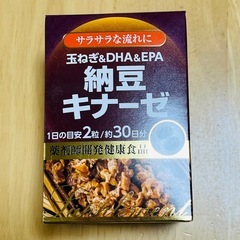 サラサラな流れに
玉ねぎ&DHA&EPA
納豆
キナーゼ
1日の目安2粒/約30日分
薬剤師開発健康食品